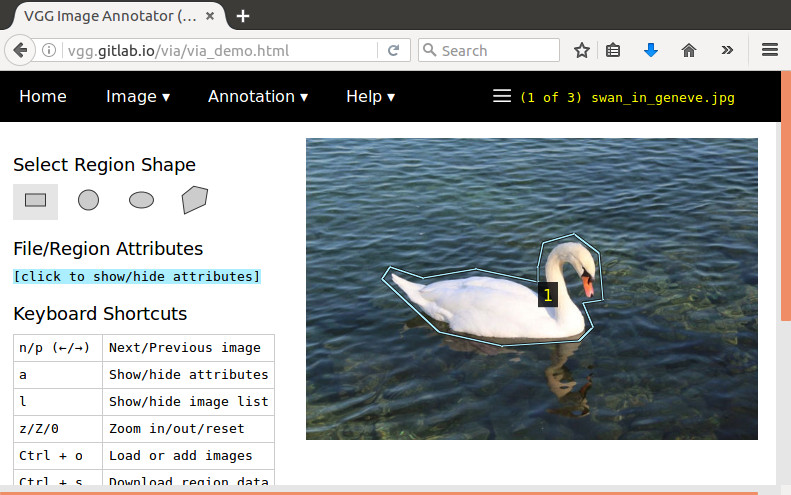 VGG Image Annotator (... ×
vgg.gitlab.io/via/via_demo.html
Search
Home Image ▾ Annotation ▾ Help ▾ (1 of 3) swan_in_geneve.jpg
Select Region Shape
File/Region Attributes
[click to show/hide attributes]
1
Keyboard Shortcuts
n/p (←/→) Next/Previous image
a Show/hide attributes
l Show/hide image list
z/Z/0 Zoom in/out/reset
Ctrl + o Load or add images
Ctrl + s Download region data